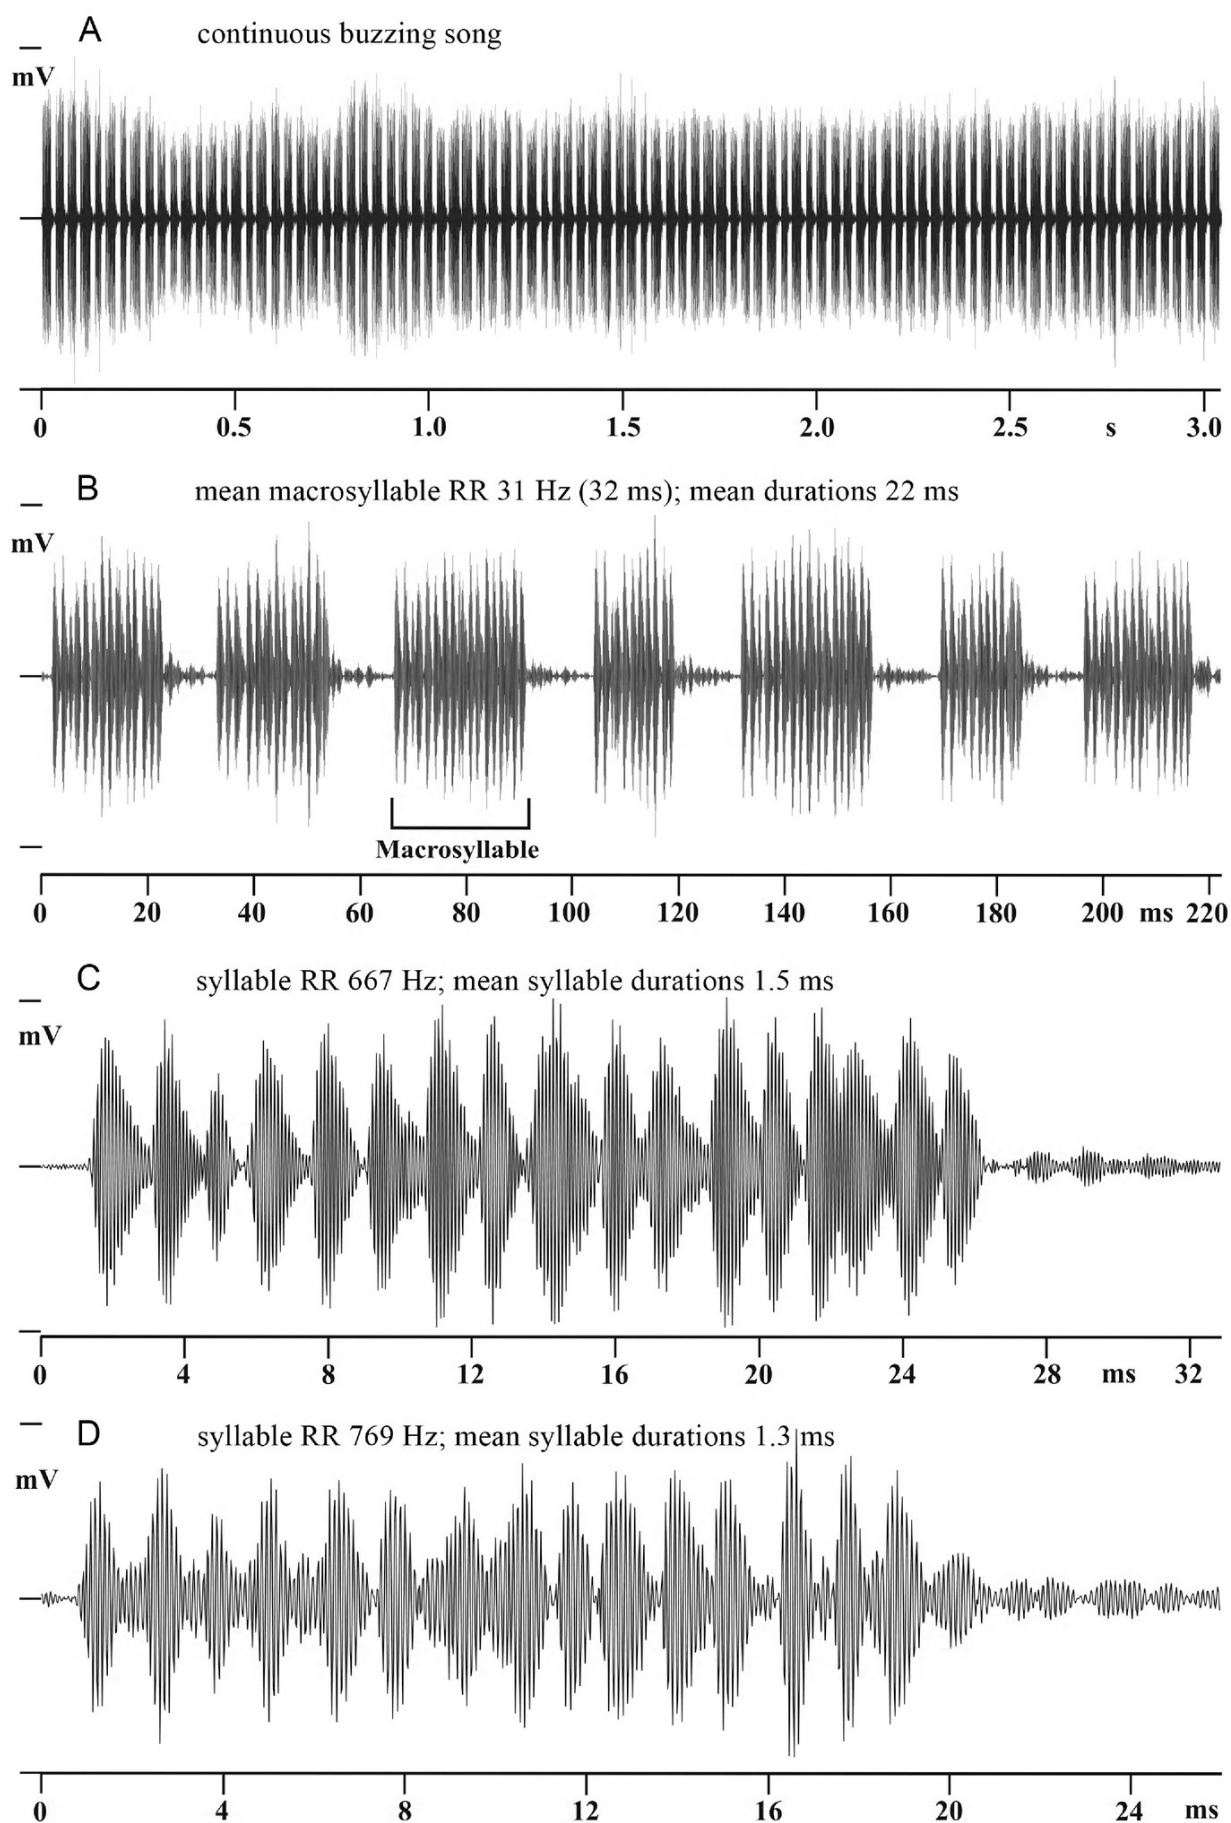 A continuous buzzing song
mV
0 0.5 1.0 1.5 2.0 2.5 s 3.0
B mean macrosyllable RR 31 Hz (32 ms); mean durations 22 ms
mV
Macrosyllable
0 20 40 60 80 100 120 140 160 180 200 ms 220
C syllable RR 667 Hz; mean syllable durations 1.5 ms
mV
0 4 8 12 16 20 24 28 ms 32
D syllable RR 769 Hz; mean syllable durations 1.3 ms
mV
0 4 8 12 16 20 24 ms